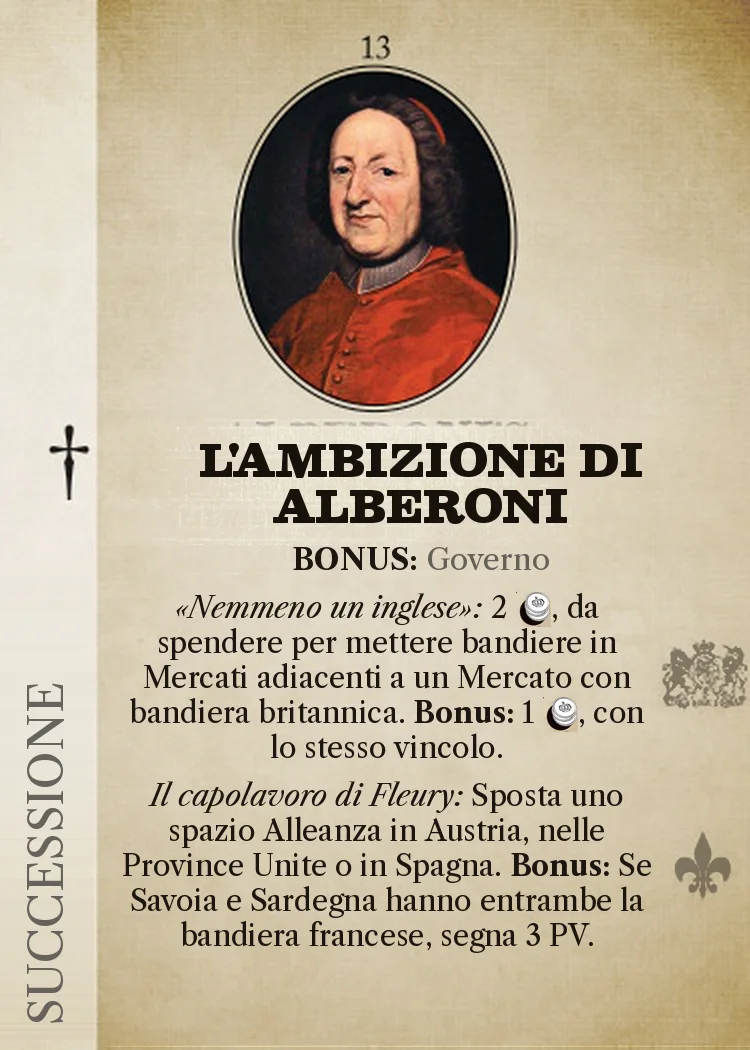 13
L'AMBIZIONE DI
ALBERONI
BONUS: Governo
«Nemmeno un inglese»: 2 , da
spendere per mettere bandiere in
Mercati adiacenti a un Mercato con
bandiera britannica. Bonus: 1 , con
lo stesso vincolo.
Il capolavoro di Fleury: Sposta uno
spazio Alleanza in Austria, nelle
Province Unite o in Spagna. Bonus: Se
Savoia e Sardegna hanno entrambe la
bandiera francese, segna 3 PV.
SUCCESSIONE